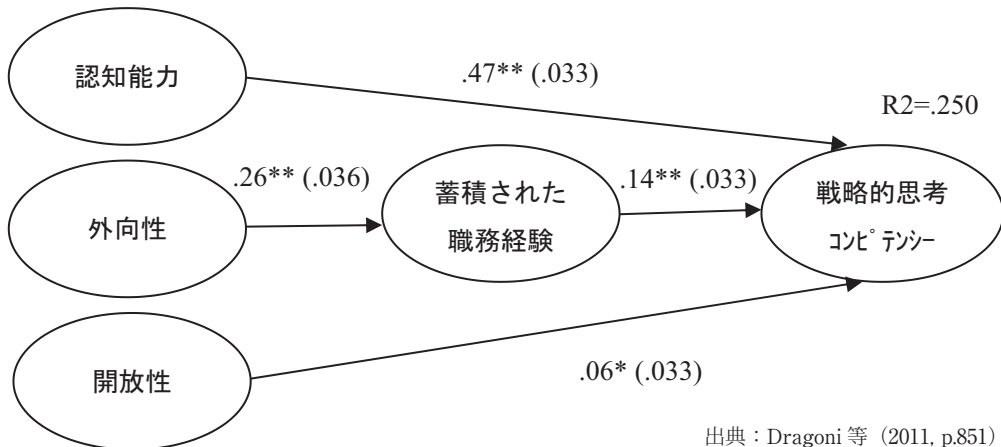 認知能力
.47** (.033)
R2=.250
.26** (.036)
.14** (.033)
外向性
蓄積された
職務経験
戦略的思考
ｺﾝﾋﾟﾃﾝｼｰ
開放性
.06* (.033)
出典：Dragoni 等（2011, p.851）